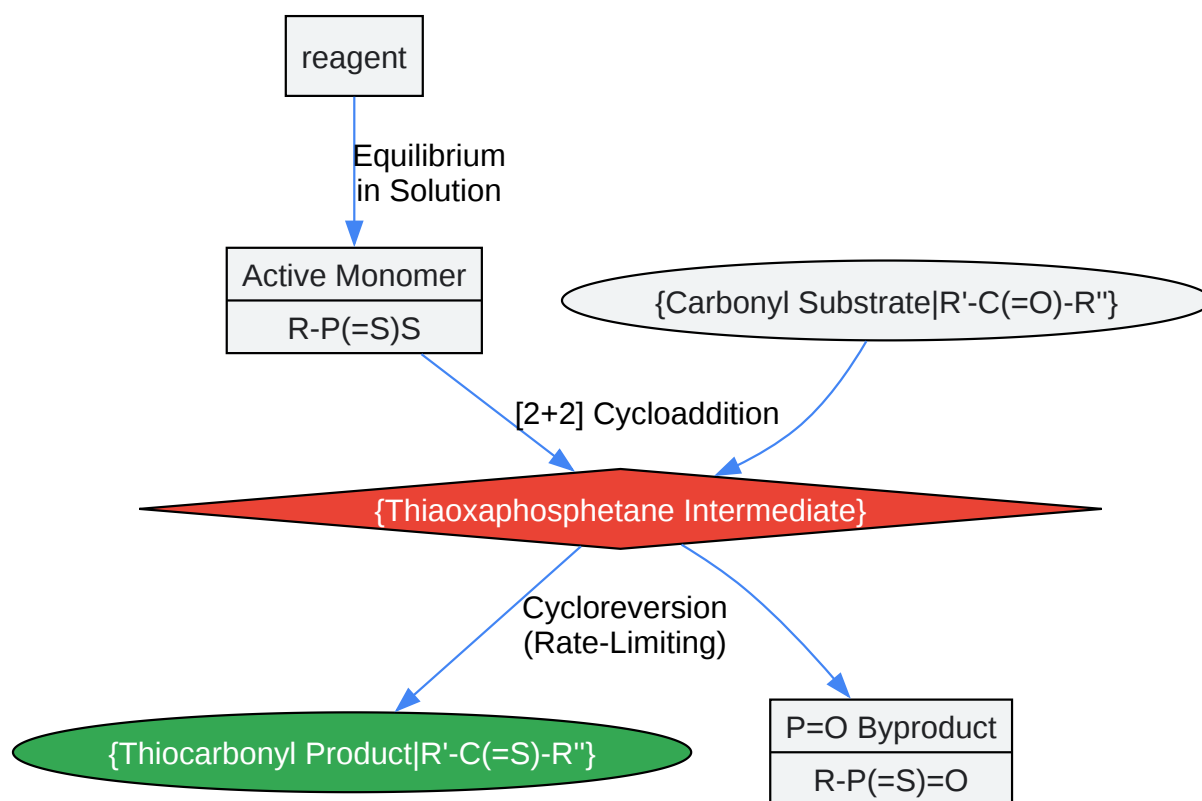 reagent
Equilibrium
in Solution
Active Monomer
R-P(=S)S
{Carbonyl Substrate|R'-C(=O)-R"}
[2+2] Cycloaddition
{Thiaoxaphosphetane Intermediate}
Cycloreversion
(Rate-Limiting)
{Thiocarbonyl Product|R'-C(=S)-R"}
P=O Byproduct
R-P(=S)=O